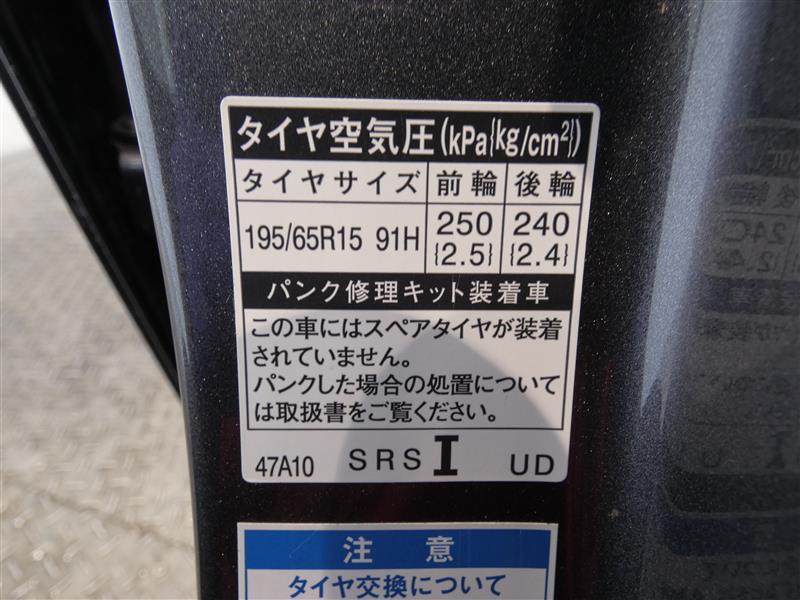 タイヤ空気圧(kPa{kg/cm²})
タイヤサイズ 前輪 後輪
195/65R15 91H 250 240
{2.5} {2.4}
パンク修理キット装着車
この車にはスペアタイヤが装着
されていません。
パンクした場合の処置について
は取扱書をご覧ください。
47A10 SRS I UD
注 意
タイヤ交換について